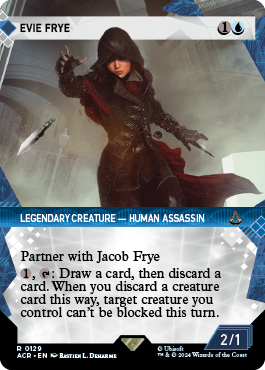 EVIE FRYE 1
LEGENDARY CREATURE — HUMAN ASSASSIN
Partner with Jacob Frye
1, : Draw a card, then discard a
card. When you discard a creature
card this way, target creature you
control can't be blocked this turn.
R 0129
ACR • EN BASTIEN L. DEHARME
© Ubisoft
™ & © 2024 Wizards of the Coast
2/1